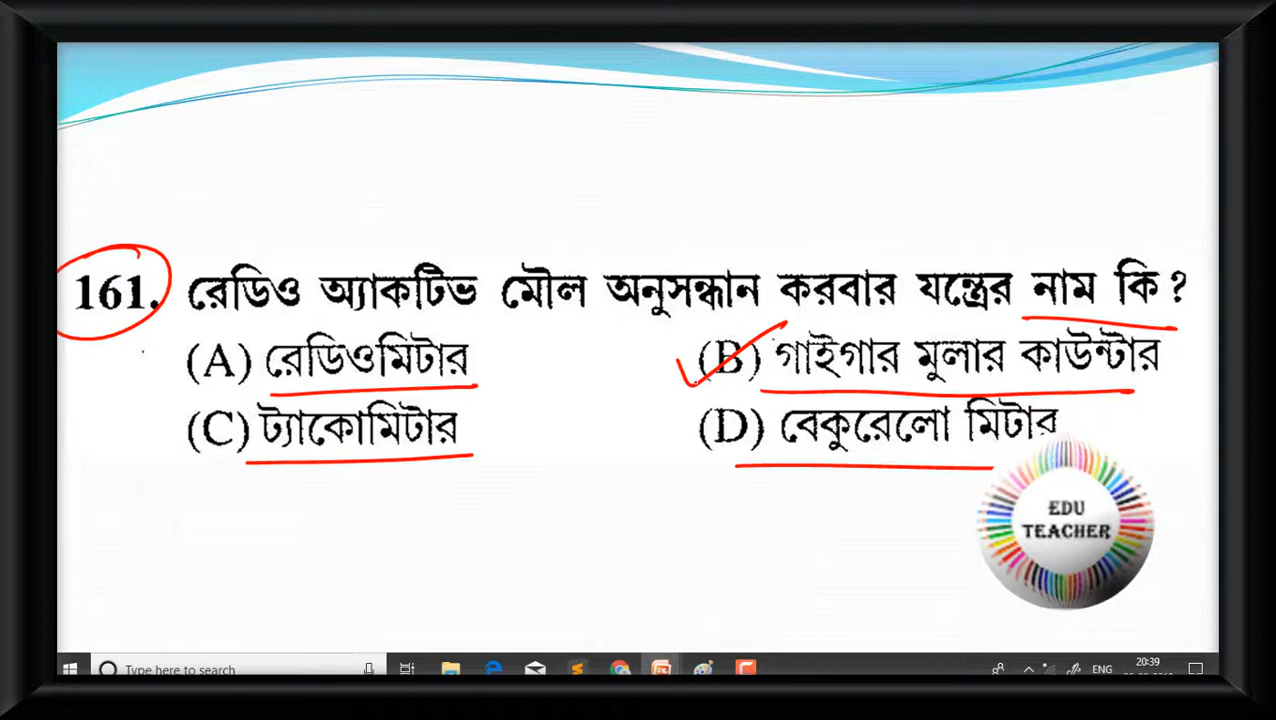 161. রেডিও অ্যাকটিভ মৌল অনুসন্ধান করবার যন্ত্রের নাম কি ?
(A) রেডিওমিটার (B) গাইগার মুলার কাউন্টার
(C) ট্যাকোমিটার (D) বেকুরেলো মিটার
EDU
TEACHER
Type here to search ENG 20:39